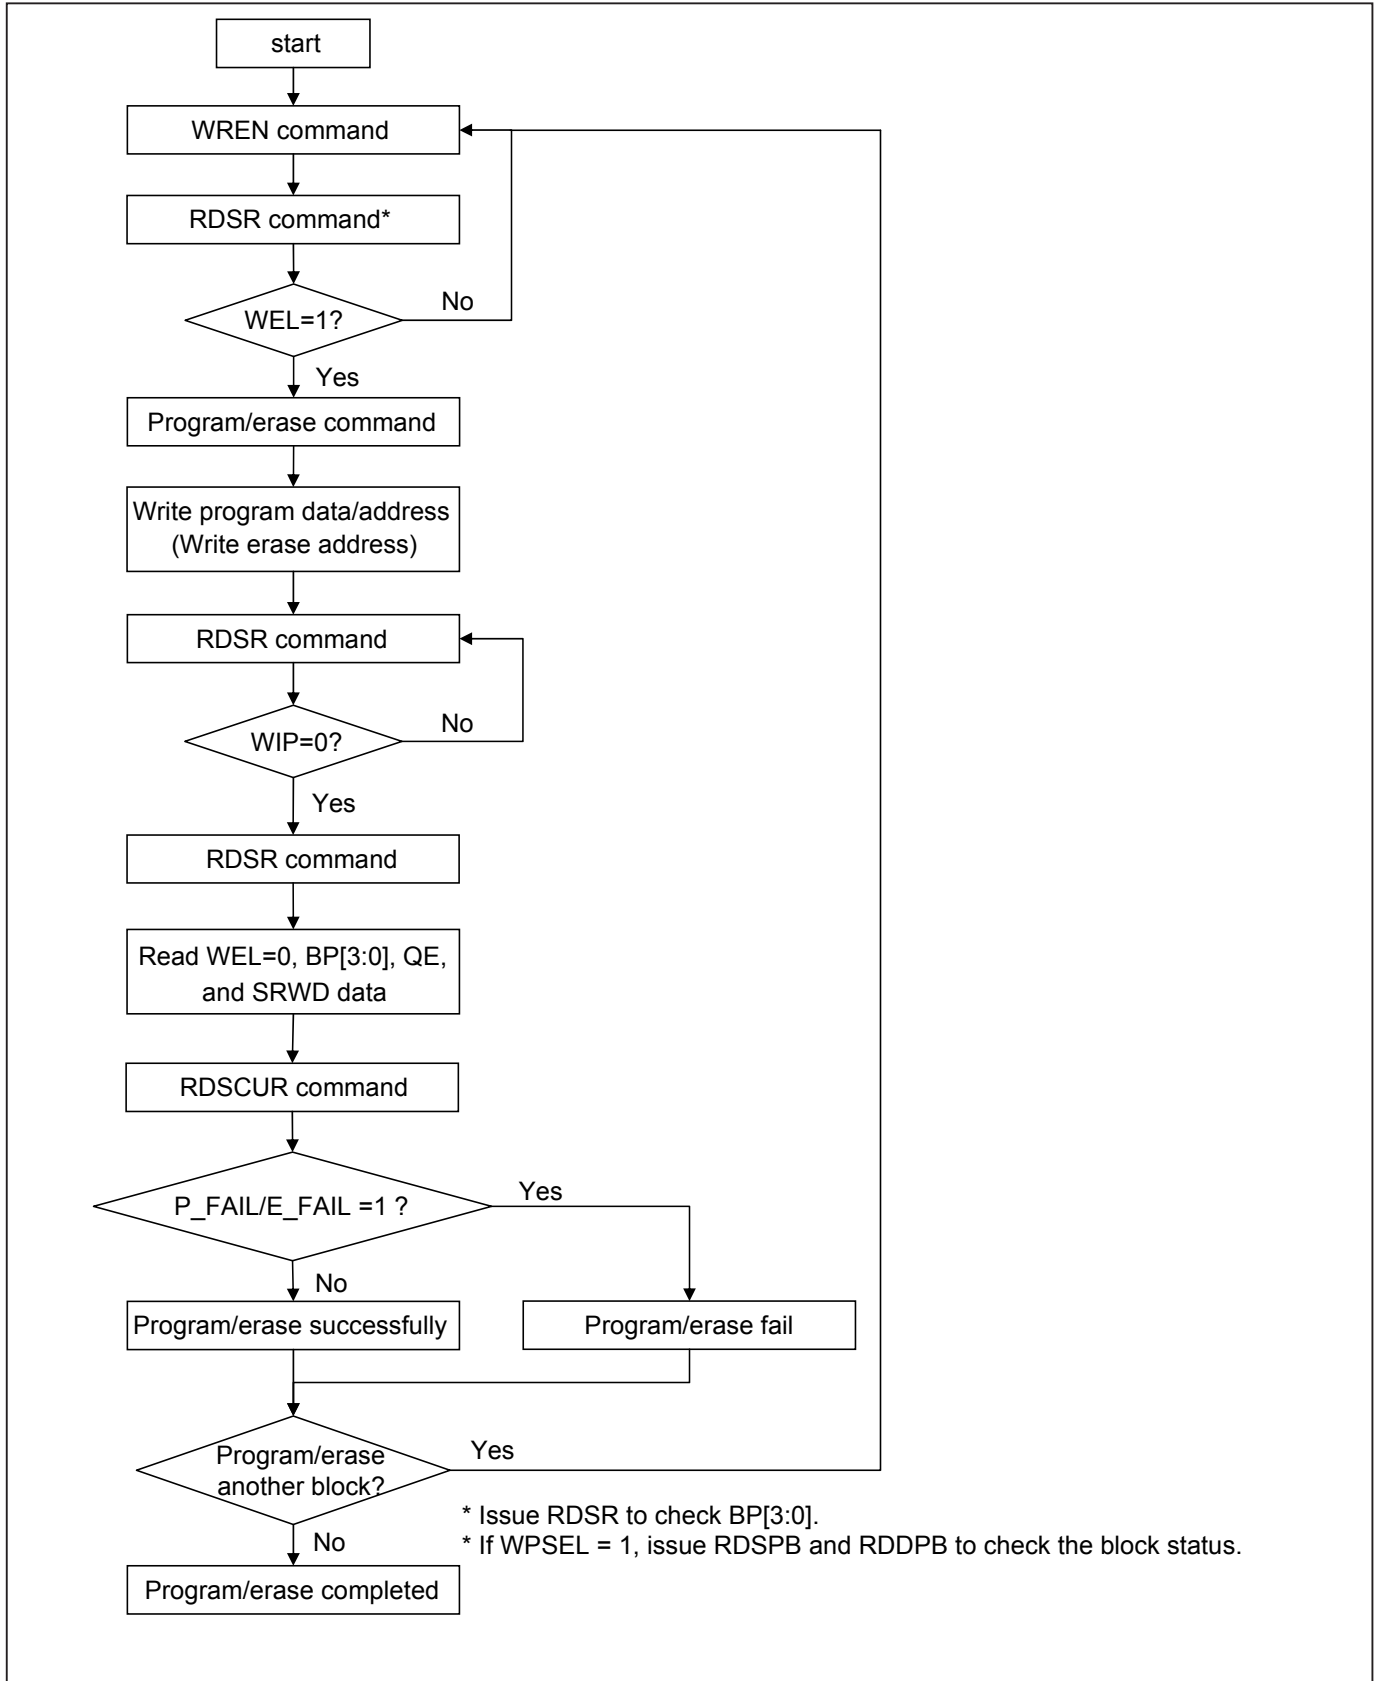 start
WREN command
RDSR command*
No
WEL=1?
Yes
Program/erase command
Write program data/address
(Write erase address)
RDSR command
No
WIP=0?
Yes
RDSR command
Read WEL=0, BP[3:0], QE,
and SRWD data
RDSCUR command
Yes
P_FAIL/E_FAIL =1 ?
No
Program/erase successfully
Program/erase fail
Yes
Program/erase
another block?
* Issue RDSR to check BP[3:0].
No
* If WPSEL = 1, issue RDSPB and RDDPB to check the block status.
Program/erase completed